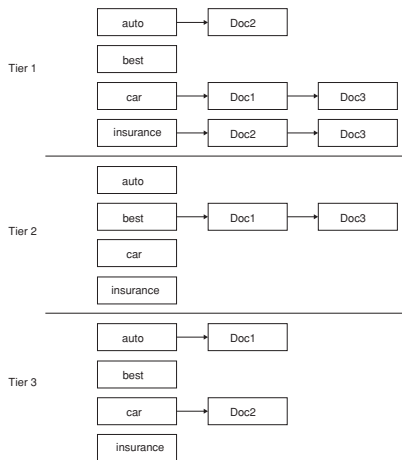 auto Doc2
best
Tier 1
car Doc1 Doc3
insurance Doc2 Doc3
auto
best Doc1 Doc3
Tier 2
car
insurance
auto Doc1
best
Tier 3
car Doc2
insurance